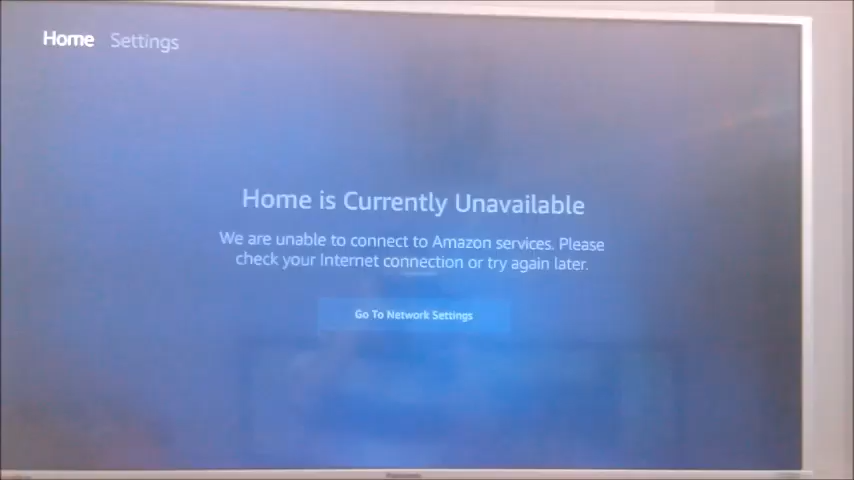 Home Settings
Home is Currently Unavailable
We are unable to connect to Amazon services. Please
check your Internet connection or try again later.
Go To Network Settings